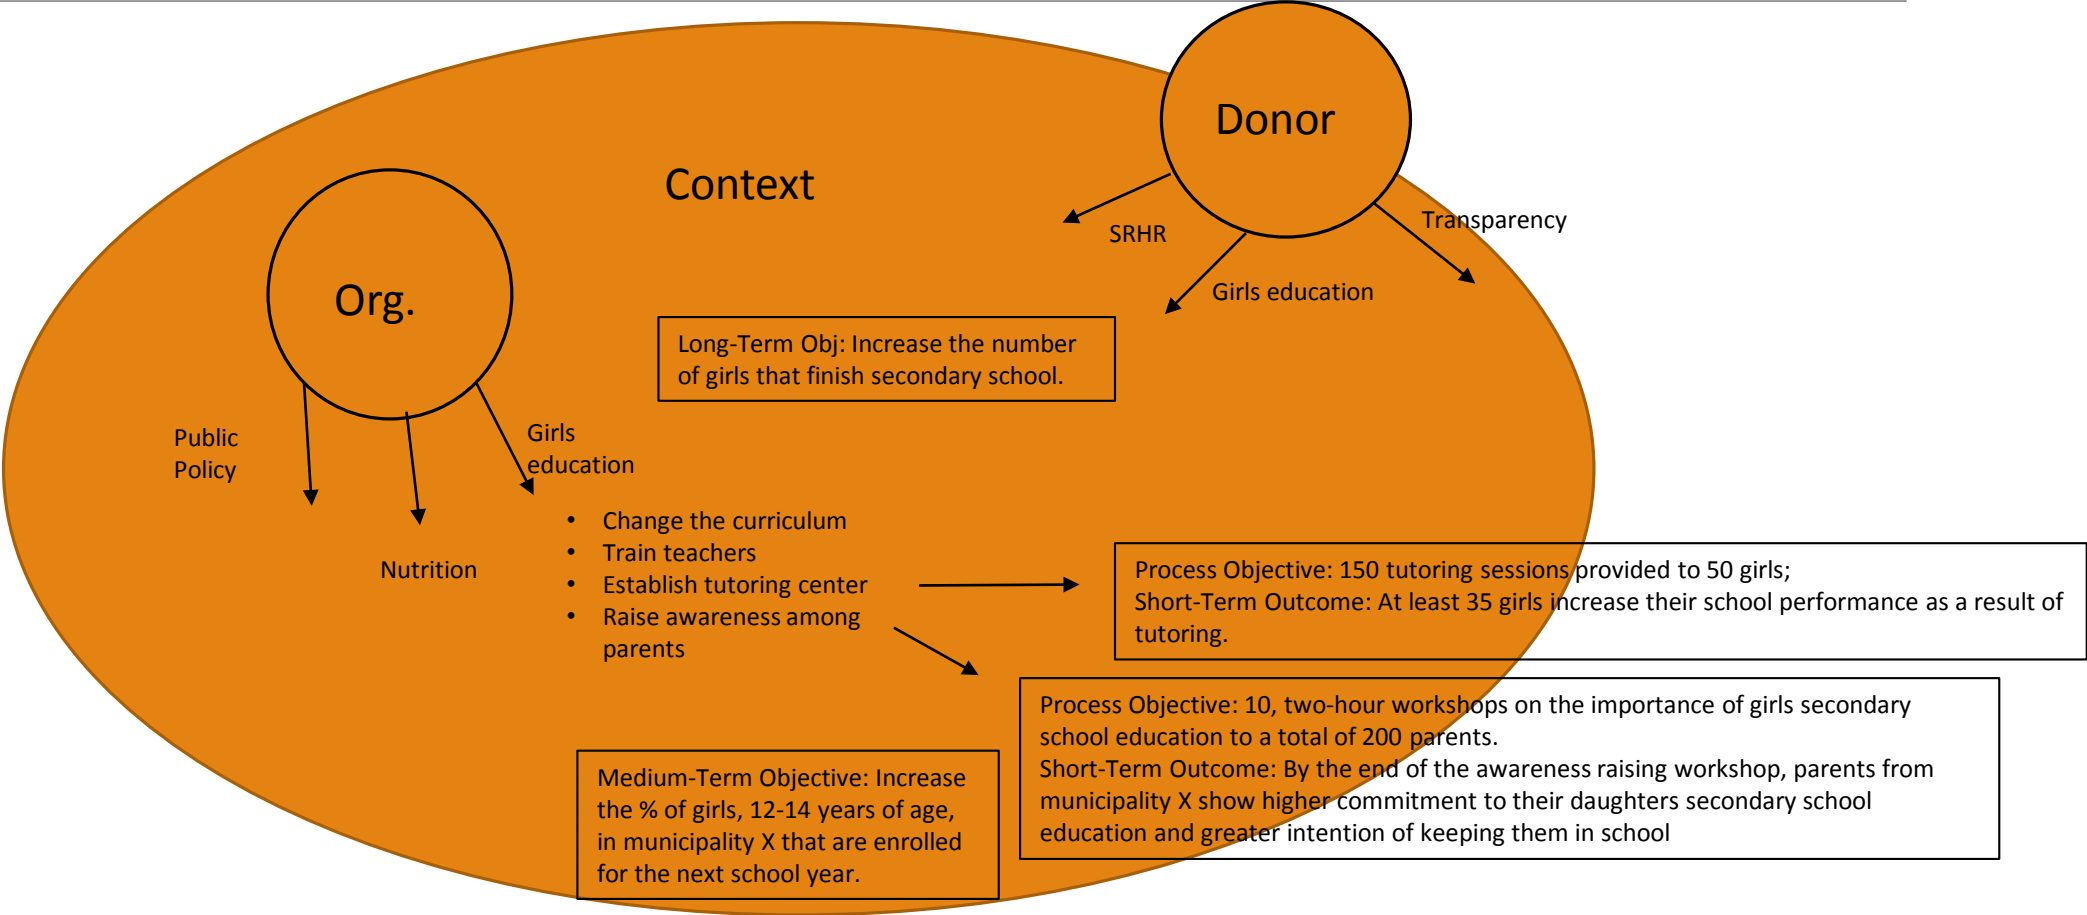 Donor
Context
Transparency
SRHR
Girls education
Org.
Long-Term Obj: Increase the number
of girls that finish secondary school.
Public
Policy
Girls
education
Nutrition
• Change the curriculum
• Train teachers
• Establish tutoring center
• Raise awareness among
parents
Process Objective: 150 tutoring sessions provided to 50 girls;
Short-Term Outcome: At least 35 girls increase their school performance as a result of
tutoring.
Process Objective: 10, two-hour workshops on the importance of girls secondary
school education to a total of 200 parents.
Short-Term Outcome: By the end of the awareness raising workshop, parents from
municipality X show higher commitment to their daughters secondary school
education and greater intention of keeping them in school
Medium-Term Objective: Increase
the % of girls, 12-14 years of age,
in municipality X that are enrolled
for the next school year.